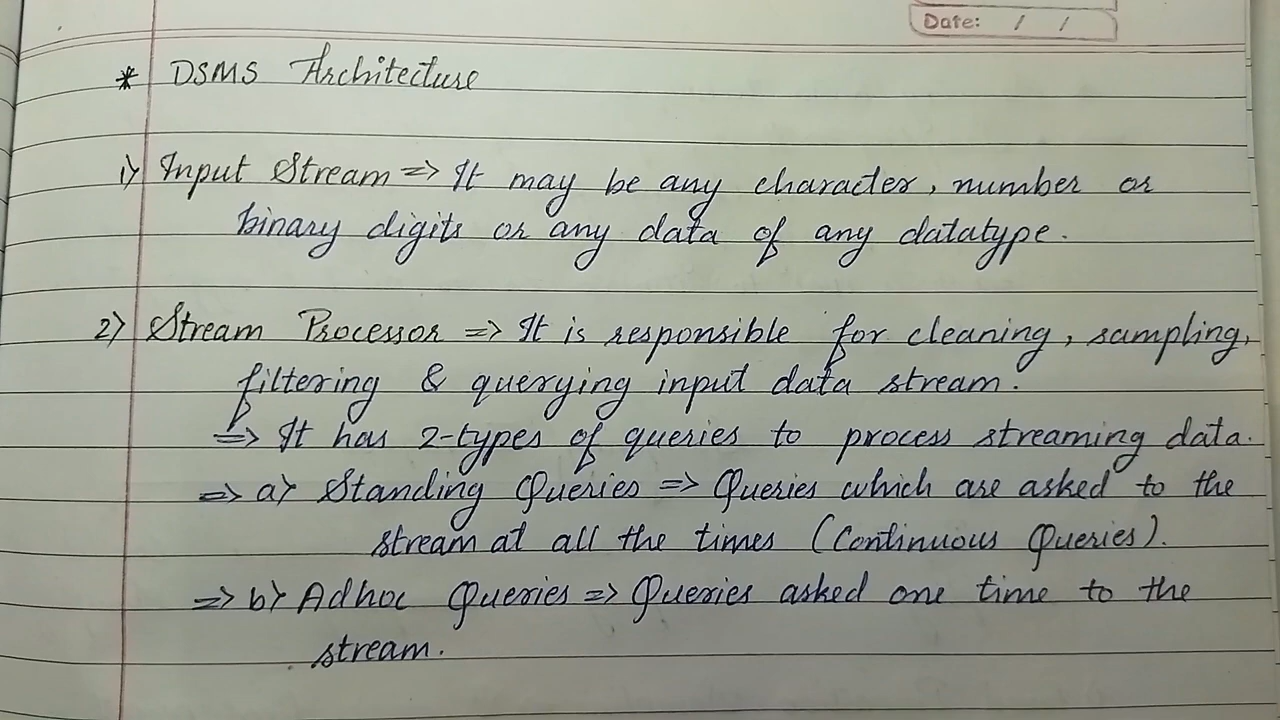 Date: / /
* DSMS Architecture
1) Input Stream => It may be any character, number or
binary digits or any data of any datatype.
2) Stream Processor => It is responsible for cleaning, sampling,
filtering & querying input data stream.
=> It has 2-types of queries to process streaming data.
=> a) Standing Queries => Queries which are asked to the
stream at all the times (Continuous Queries).
=> b) Adhoc Queries => Queries asked one time to the
stream.